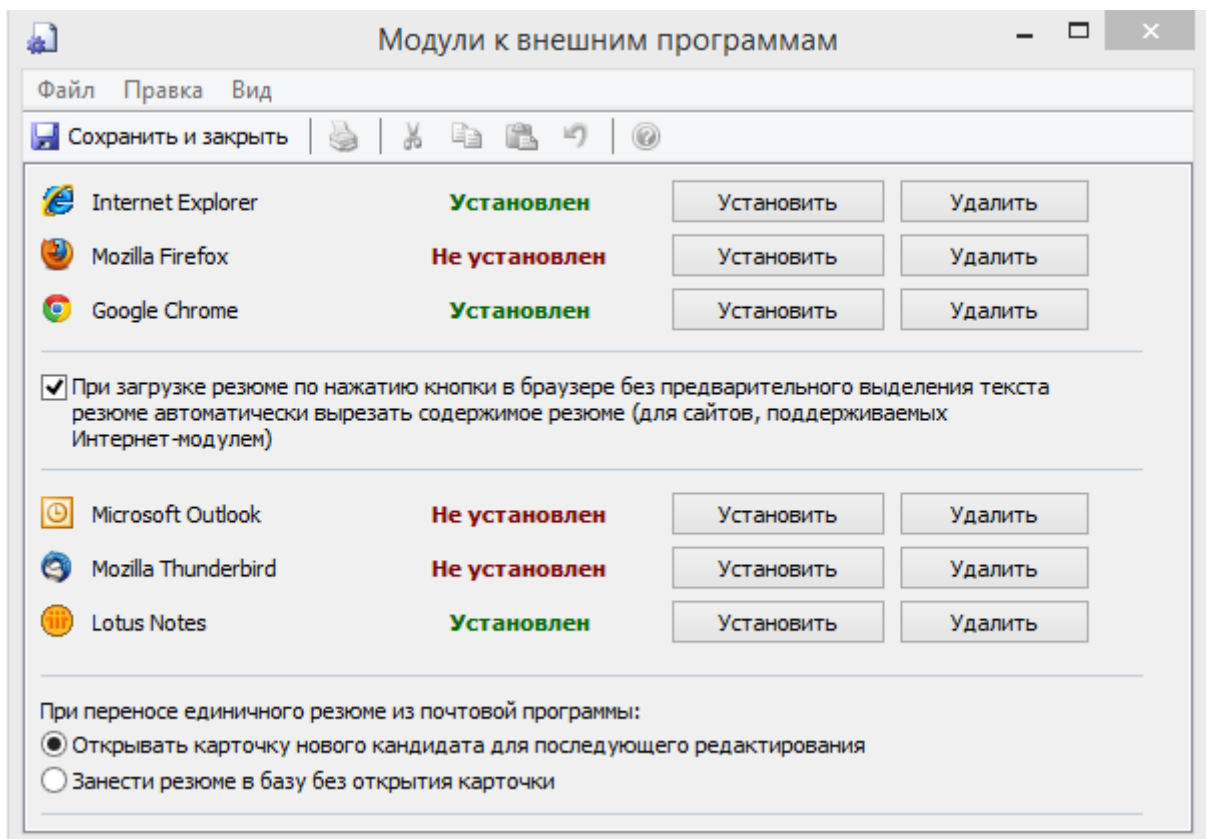 Модули к внешним программам
Файл Правка Вид
Сохранить и закрыть
Internet Explorer Установлен Установить Удалить
Mozilla Firefox Не установлен Установить Удалить
Google Chrome Установлен Установить Удалить
При загрузке резюме по нажатию кнопки в браузере без предварительного выделения текста
резюме автоматически вырезать содержимое резюме (для сайтов, поддерживаемых
Интернет-модулем)
Microsoft Outlook Не установлен Установить Удалить
Mozilla Thunderbird Не установлен Установить Удалить
Lotus Notes Установлен Установить Удалить
При переносе единичного резюме из почтовой программы:
Открывать карточку нового кандидата для последующего редактирования
Занести резюме в базу без открытия карточки